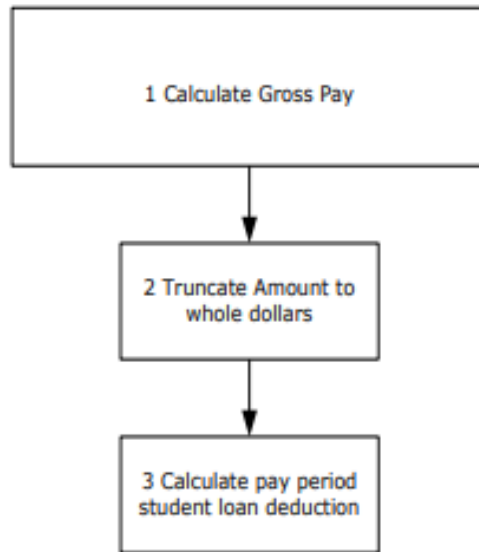 1 Calculate Gross Pay
2 Truncate Amount to
whole dollars
3 Calculate pay period
student loan deduction